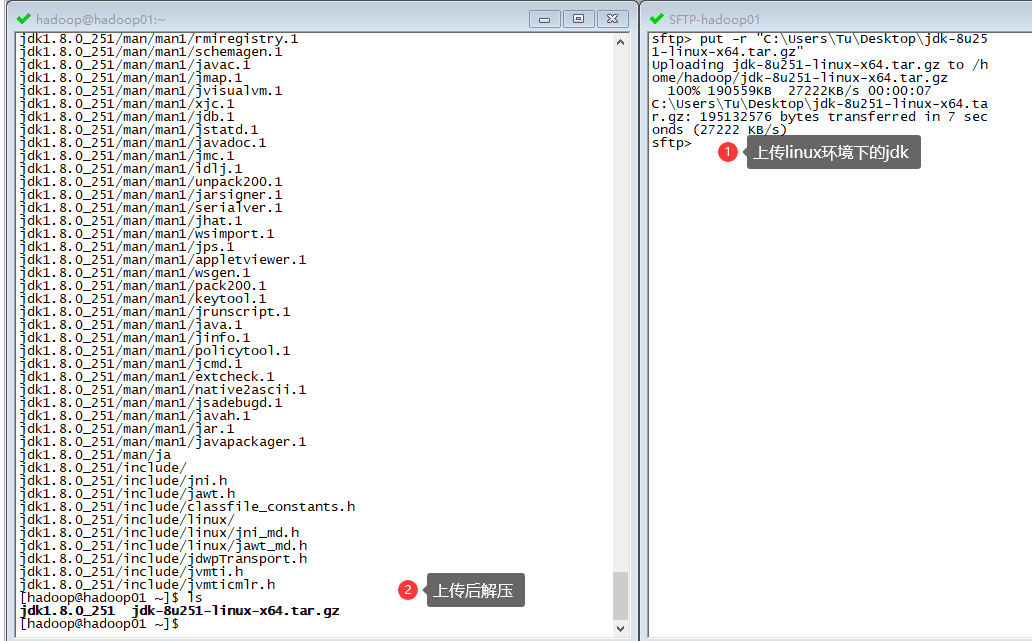 hadoop@hadoop01:~
jdk1.8.0_251/man/man1/rmiregistry.1
jdk1.8.0_251/man/man1/schemagen.1
jdk1.8.0_251/man/man1/javac.1
jdk1.8.0_251/man/man1/jmap.1
jdk1.8.0_251/man/man1/jvisualvm.1
jdk1.8.0_251/man/man1/xjc.1
jdk1.8.0_251/man/man1/jdb.1
jdk1.8.0_251/man/man1/jstatd.1
jdk1.8.0_251/man/man1/javadoc.1
jdk1.8.0_251/man/man1/jmc.1
jdk1.8.0_251/man/man1/idlj.1
jdk1.8.0_251/man/man1/unpack200.1
jdk1.8.0_251/man/man1/jarsigner.1
jdk1.8.0_251/man/man1/serialver.1
jdk1.8.0_251/man/man1/jhat.1
jdk1.8.0_251/man/man1/wsimport.1
jdk1.8.0_251/man/man1/jps.1
jdk1.8.0_251/man/man1/appletviewer.1
jdk1.8.0_251/man/man1/wsgen.1
jdk1.8.0_251/man/man1/pack200.1
jdk1.8.0_251/man/man1/keytool.1
jdk1.8.0_251/man/man1/jrunscript.1
jdk1.8.0_251/man/man1/java.1
jdk1.8.0_251/man/man1/jinfo.1
jdk1.8.0_251/man/man1/policytool.1
jdk1.8.0_251/man/man1/jcmd.1
jdk1.8.0_251/man/man1/extcheck.1
jdk1.8.0_251/man/man1/native2ascii.1
jdk1.8.0_251/man/man1/jsadebugd.1
jdk1.8.0_251/man/man1/javah.1
jdk1.8.0_251/man/man1/jar.1
jdk1.8.0_251/man/man1/javapackager.1
jdk1.8.0_251/man/ja
jdk1.8.0_251/include/
jdk1.8.0_251/include/jni.h
jdk1.8.0_251/include/jawt.h
jdk1.8.0_251/include/classfile_constants.h
jdk1.8.0_251/include/linux/
jdk1.8.0_251/include/linux/jni_md.h
jdk1.8.0_251/include/linux/jawt_md.h
jdk1.8.0_251/include/jdwpTransport.h
jdk1.8.0_251/include/jvmti.h
jdk1.8.0_251/include/jvmticmlr.h
[hadoop@hadoop01 ~]$ ls
jdk1.8.0_251  jdk-8u251-linux-x64.tar.gz
[hadoop@hadoop01 ~]$
2 上传后解压
SFTP-hadoop01
sftp> put -r "C:\Users\Tu\Desktop\jdk-8u25
1-linux-x64.tar.gz"
Uploading jdk-8u251-linux-x64.tar.gz to /h
ome/hadoop/jdk-8u251-linux-x64.tar.gz
100% 190559KB  27222KB/s 00:00:07
C:\Users\Tu\Desktop\jdk-8u251-linux-x64.ta
r.gz: 195132576 bytes transferred in 7 sec
onds (27222 KB/s)
sftp>
1 上传linux环境下的jdk